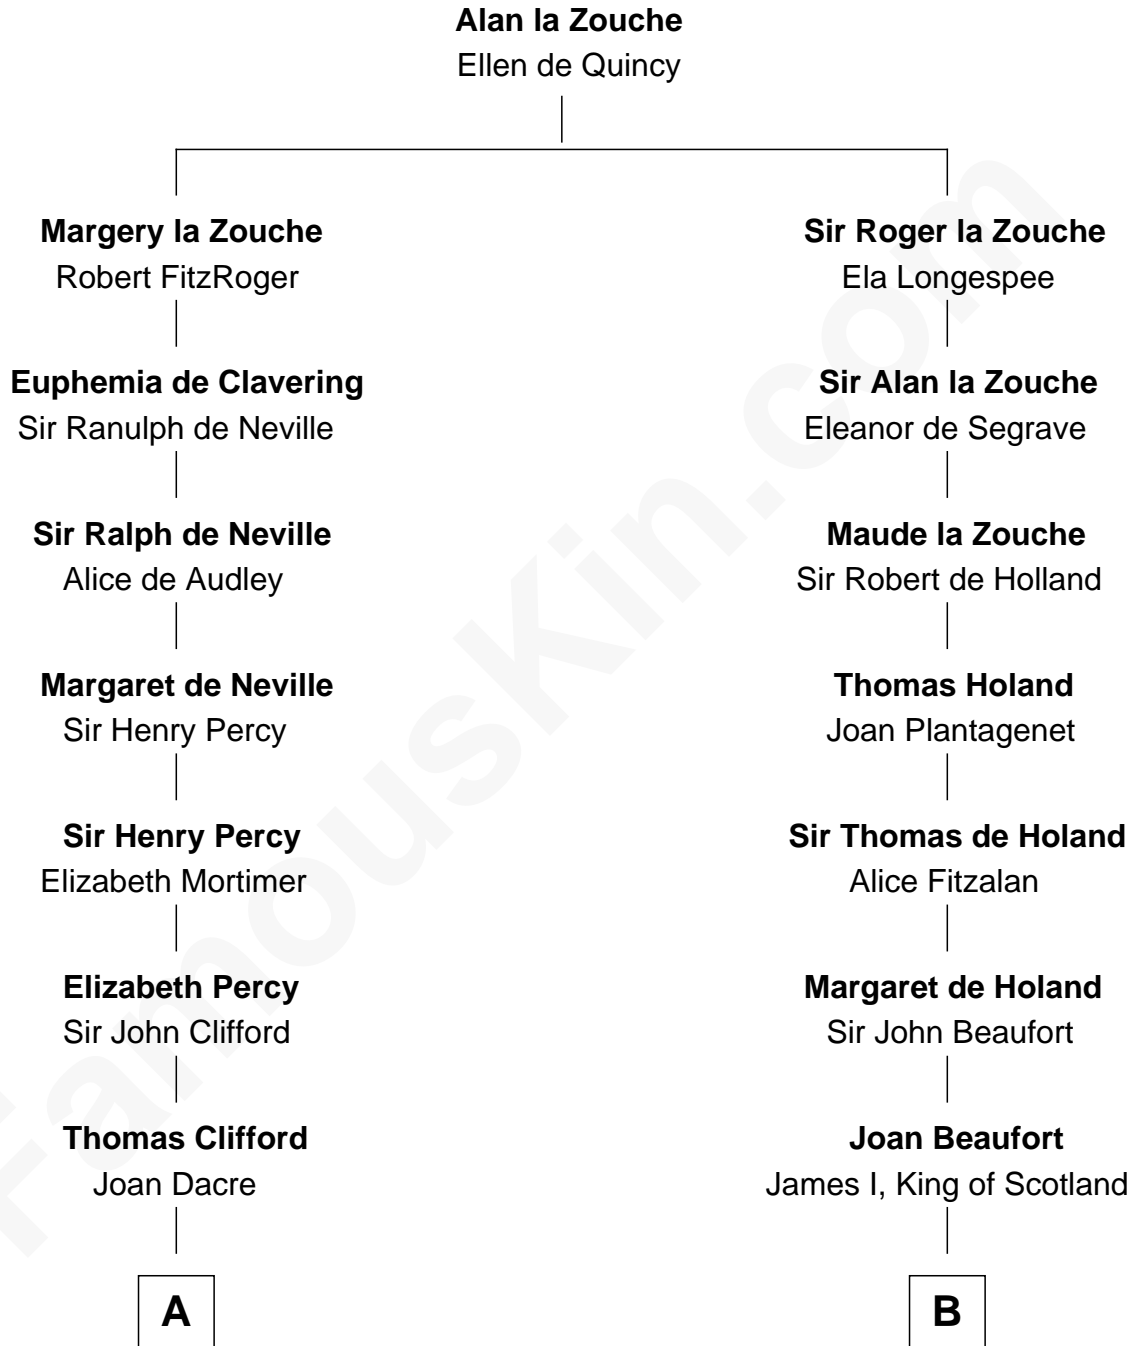 Alan la Zouche
Ellen de Quincy
Margery la Zouche
Robert FitzRoger
Sir Roger la Zouche
Ela Longespee
Euphemia de Clavering
Sir Ranulph de Neville
Sir Alan la Zouche
Eleanor de Segrave
Sir Ralph de Neville
Alice de Audley
Maude la Zouche
Sir Robert de Holland
Margaret de Neville
Sir Henry Percy
Thomas Holand
Joan Plantagenet
Sir Henry Percy
Elizabeth Mortimer
Sir Thomas de Holand
Alice Fitzalan
Elizabeth Percy
Sir John Clifford
Margaret de Holand
Sir John Beaufort
Thomas Clifford
Joan Dacre
Joan Beaufort
James I, King of Scotland
A
B
FamousKin.com